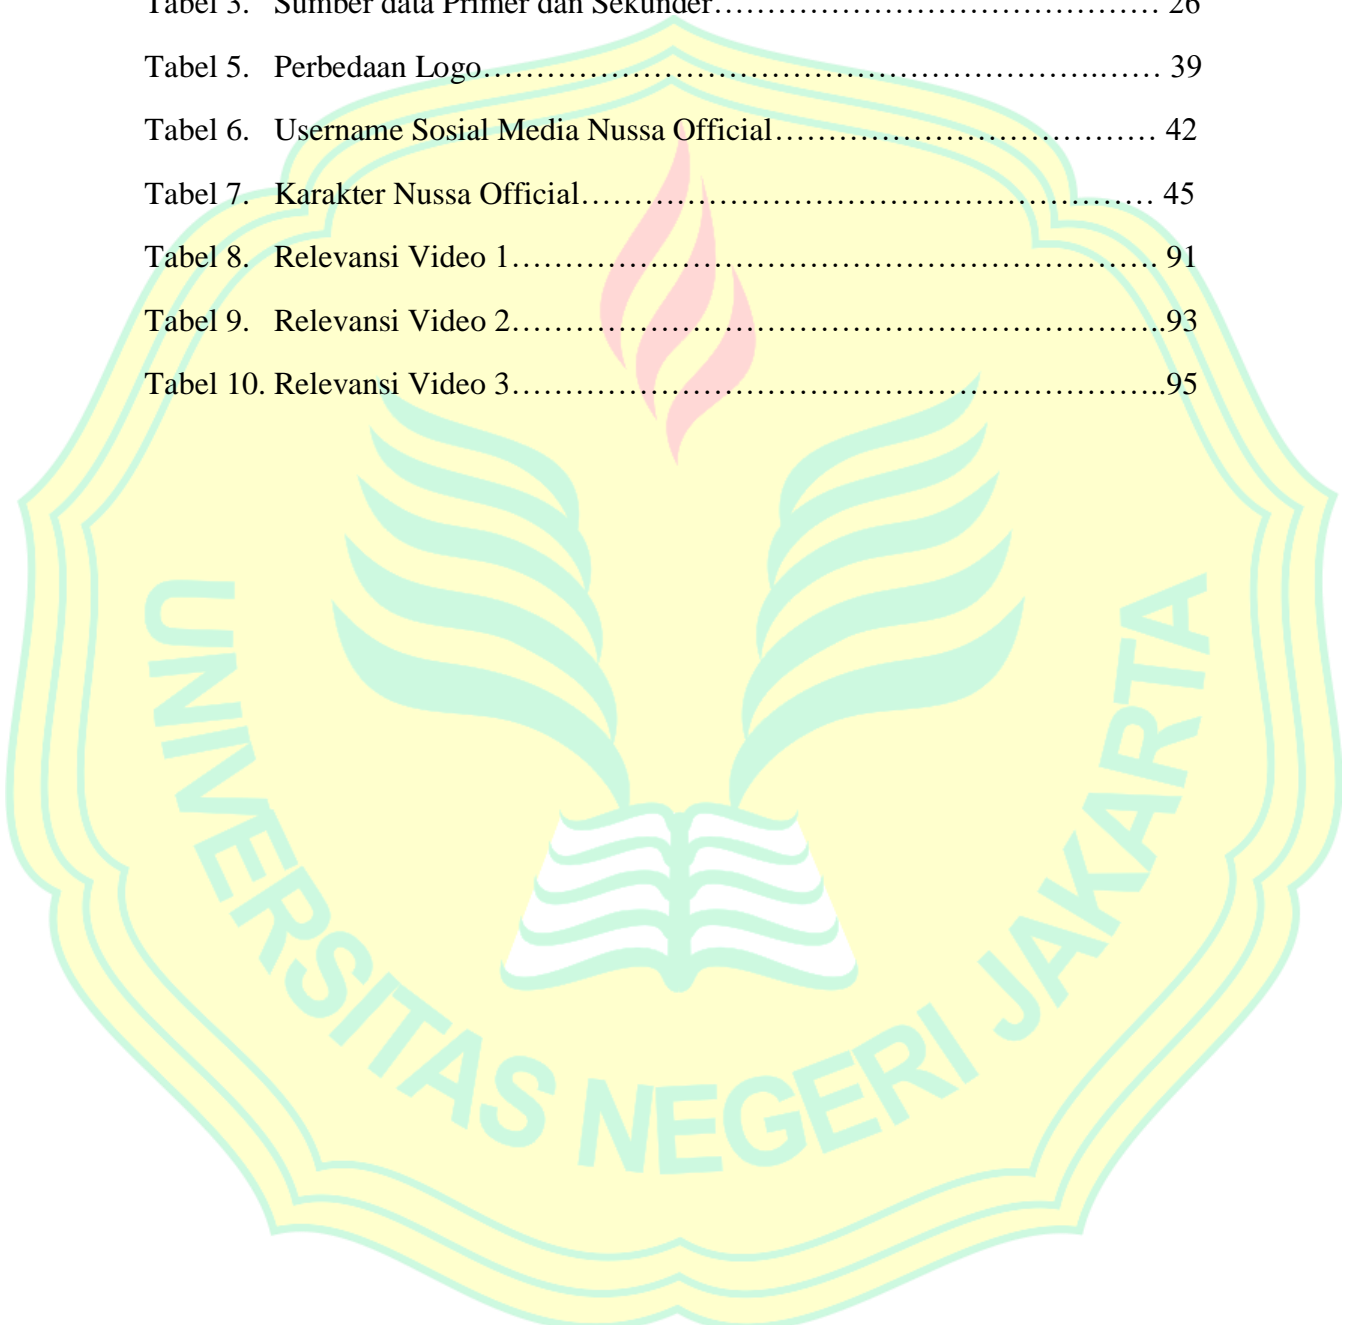 Tabel 3. Sumber data Primer dan Sekunder…………………………………… 26
Tabel 5. Perbedaan Logo………………………………………………….…… 39
Tabel 6. Username Sosial Media Nussa Official……….……………………… 42
Tabel 7. Karakter Nussa Official……………………………………………… 45
Tabel 8. Relevansi Video 1……………………………………………………. 91
Tabel 9. Relevansi Video 2……………………………………………………..93
Tabel 10. Relevansi Video 3……………………………………………………..95
UNIVERSITAS NEGERI JAKARTA